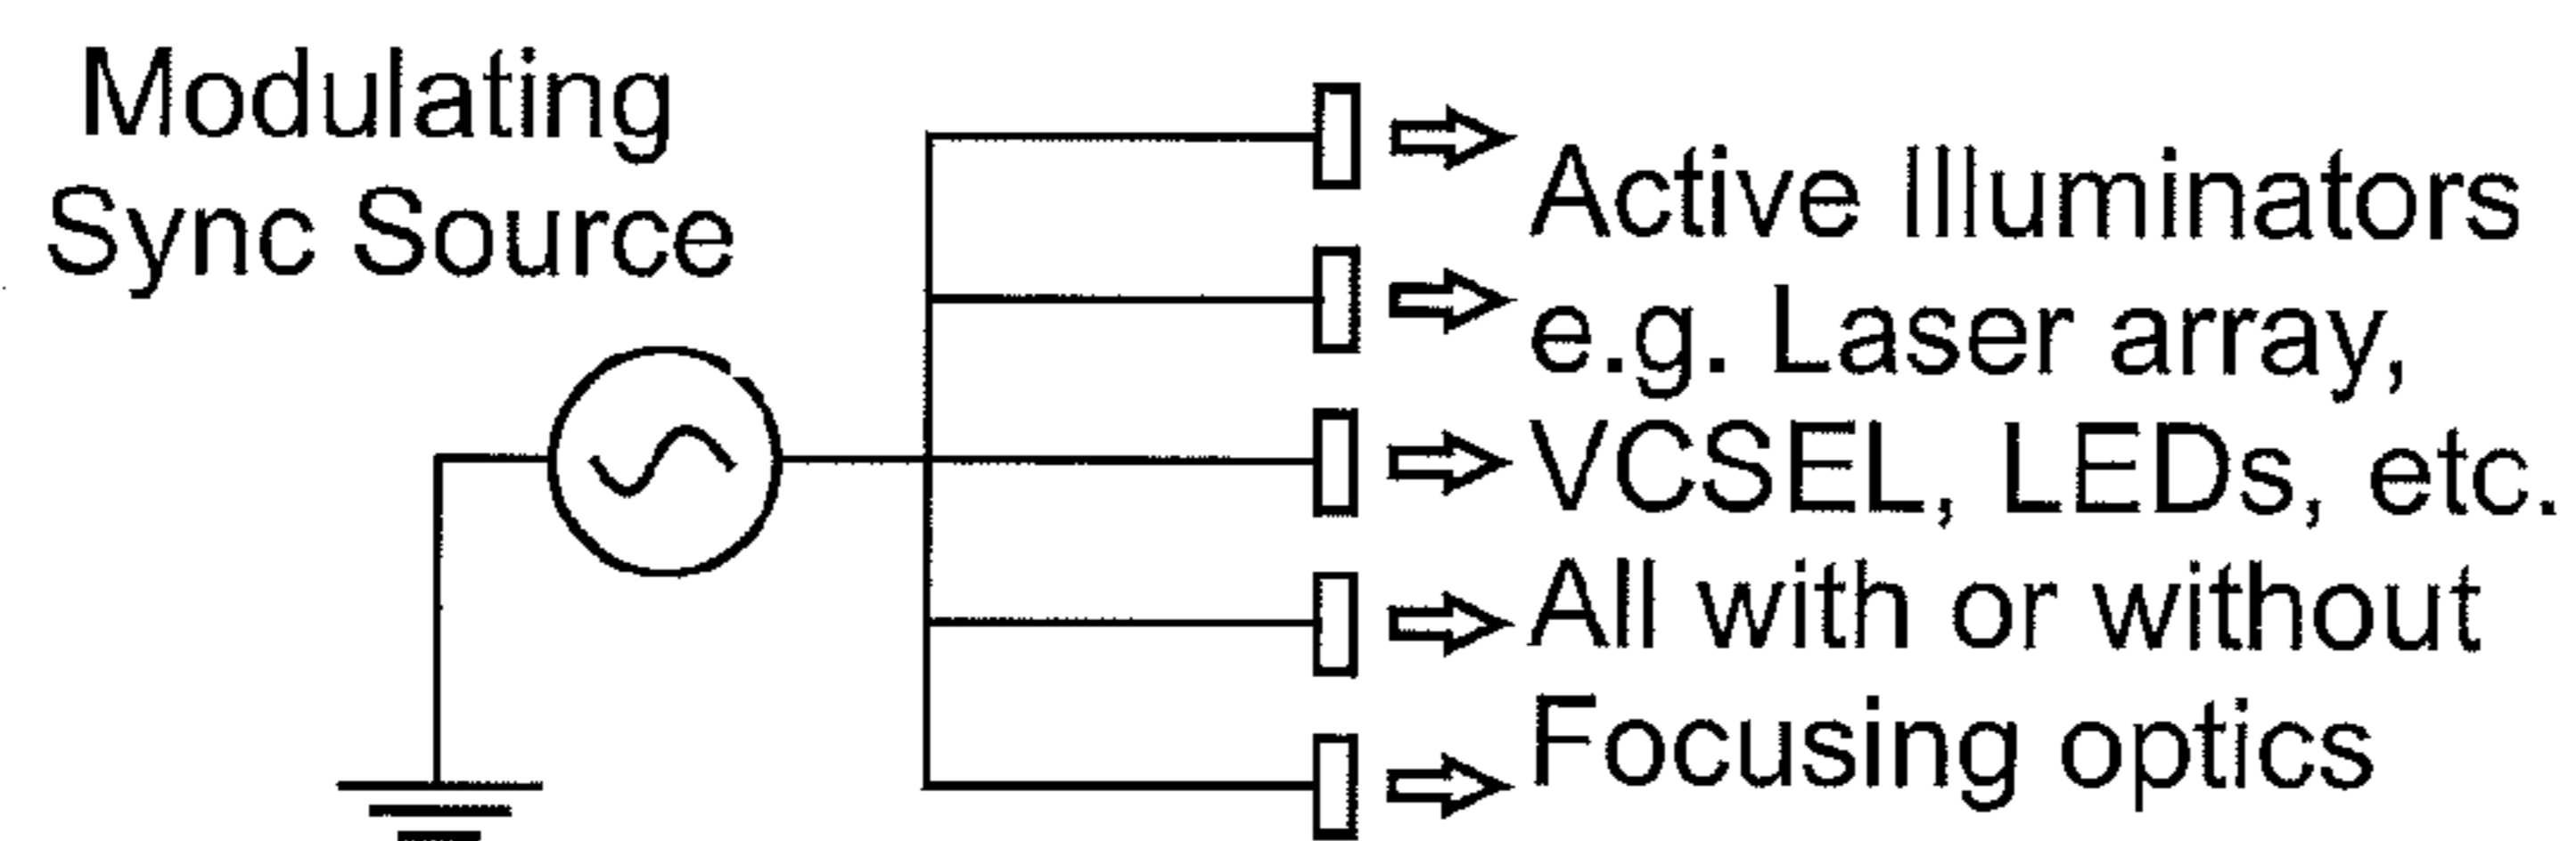 Modulating
Sync Source
Active Illuminators
e.g. Laser array,
VCSEL, LEDs, etc.
All with or without
Focusing optics